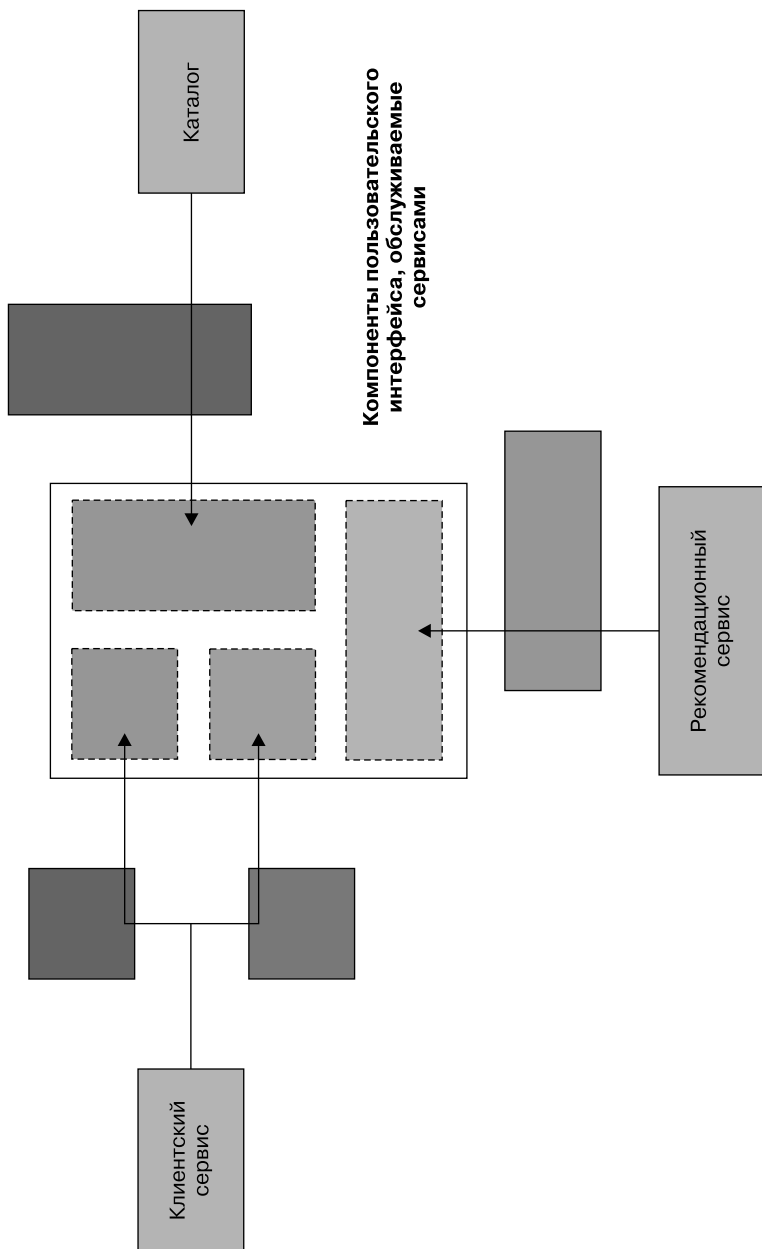 Клиентский
сервис
Каталог
Компоненты пользовательского
интерфейса, обслуживаемые
сервисами
Рекомендационный
сервис